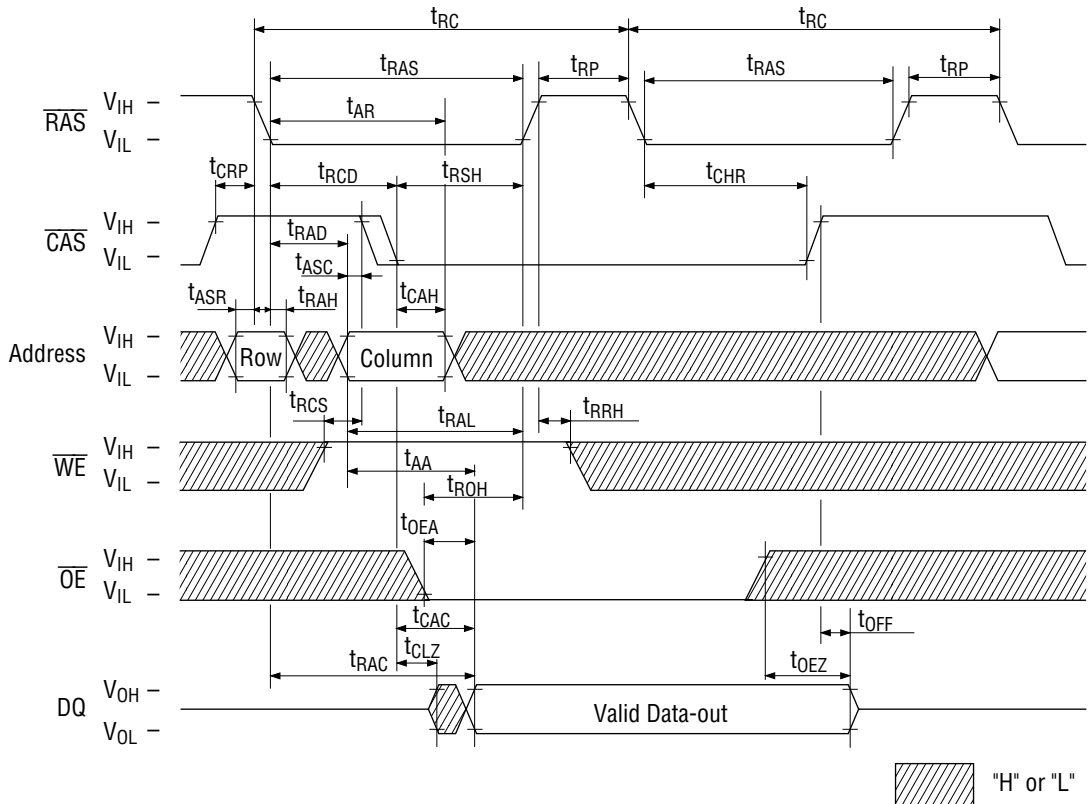 tRC tRC
tRAS tRP tRAS tRP
tAR
RAS VIH –
VIL –
tCRP tRCD tRSH tCHR
CAS VIH –
VIL –
tRAD
tASC
tASR tRAH tCAH
Address VIH –
VIL –
Row Column
tRCS tRAL tRRH
WE VIH –
VIL –
tAA
tROH
tOEA
OE VIH –
VIL –
tCAC tOFF
tRAC tCLZ tOEZ
DQ VOH –
VOL –
Valid Data-out
"H" or "L"